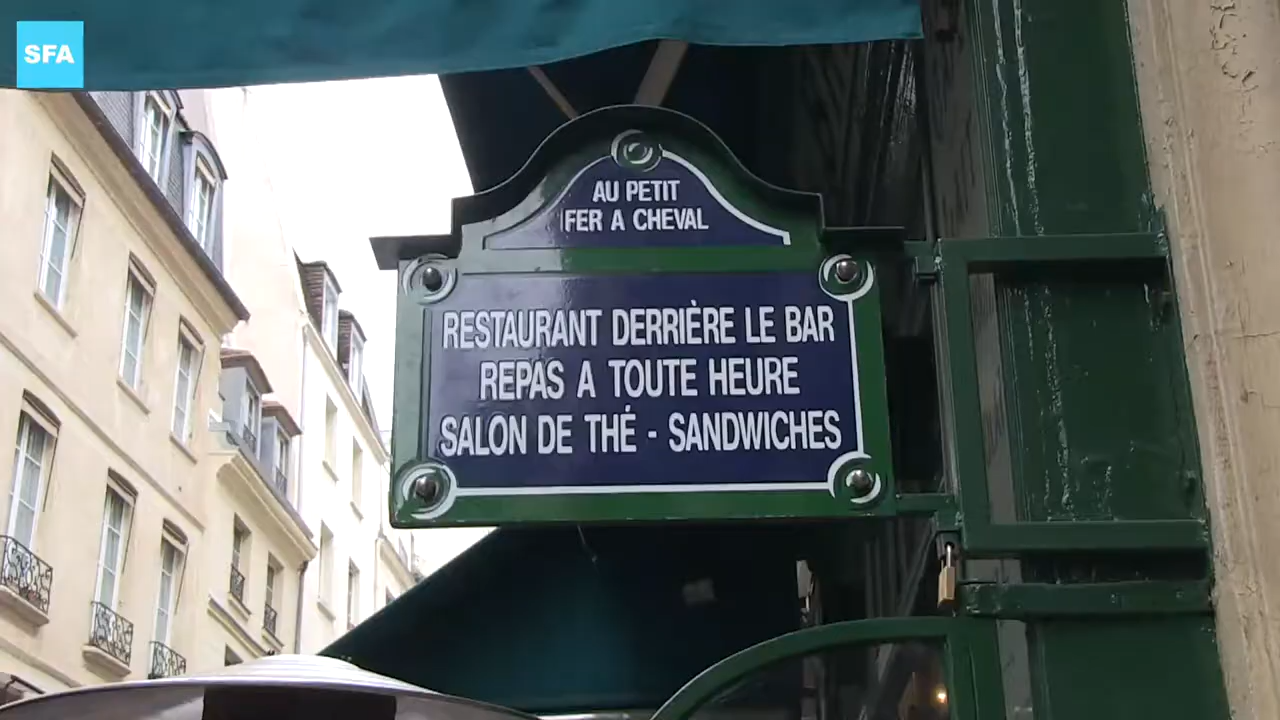 SFA
AU PETIT
FER A CHEVAL
RESTAURANT DERRIÈRE LE BAR
REPAS A TOUTE HEURE
SALON DE THÉ - SANDWICHES